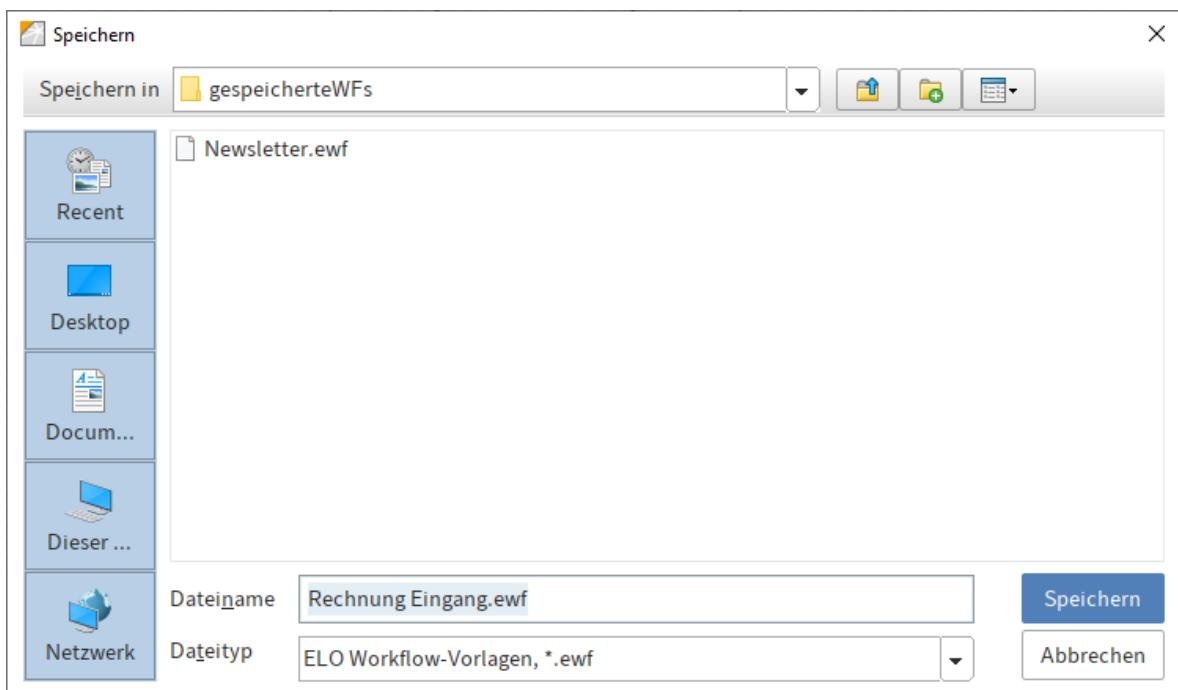 Speichern
Speichern in
gespeicherteWFs
Newsletter.ewf
Recent
Desktop
Docum...
Dieser ...
Netzwerk
Dateiname
Rechnung Eingang.ewf
Speichern
Dateityp
ELO Workflow-Vorlagen, *.ewf
Abbrechen